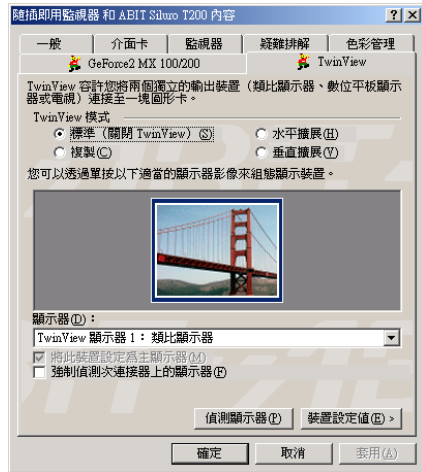 隨插即用監視器 和 ABIT Siluro T200 內容
一般 介面卡 監視器 疑難排解 色彩管理
GeForce2 MX 100/200 TwinView
TwinView 容許您將兩個獨立的輸出裝置（類比顯示器、數位平板顯示
器或電視）連接至一塊圖形卡。
TwinView 模式
標準（關閉 TwinView）(S) 水平擴展(H)
複製(C) 垂直擴展(V)
您可以透過單按以下適當的顯示器影像來組態顯示裝置。
顯示器(D)：
TwinView 顯示器 1：類比顯示器
將此裝置設定為主顯示器(M)
強制偵測次連接器上的顯示器(F)
偵測顯示器(P) 裝置設定值(E) >
確定 取消 套用(A)